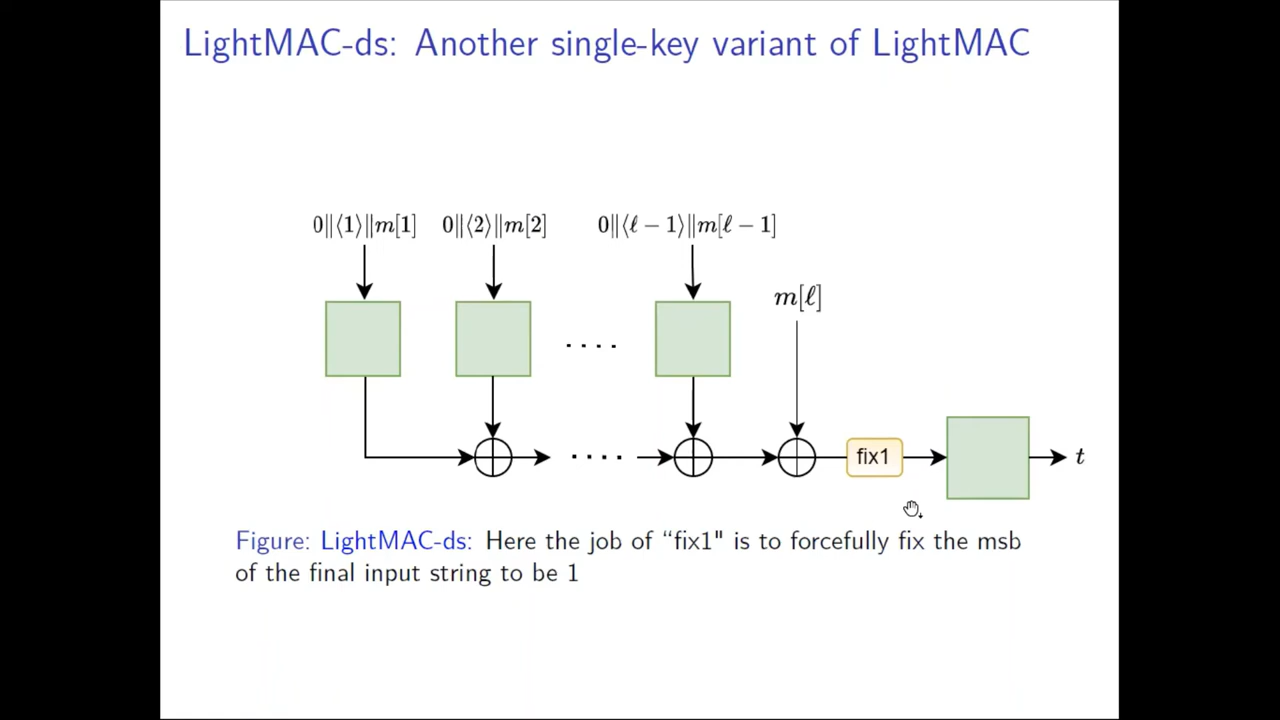 LightMAC-ds: Another single-key variant of LightMAC
0‖⟨1⟩‖m[1] 0‖⟨2⟩‖m[2] 0‖⟨ℓ − 1⟩‖m[ℓ − 1]
m[ℓ]
· · · ·
· · · · fix1 t
Figure: LightMAC-ds: Here the job of “fix1" is to forcefully fix the msb
of the final input string to be 1